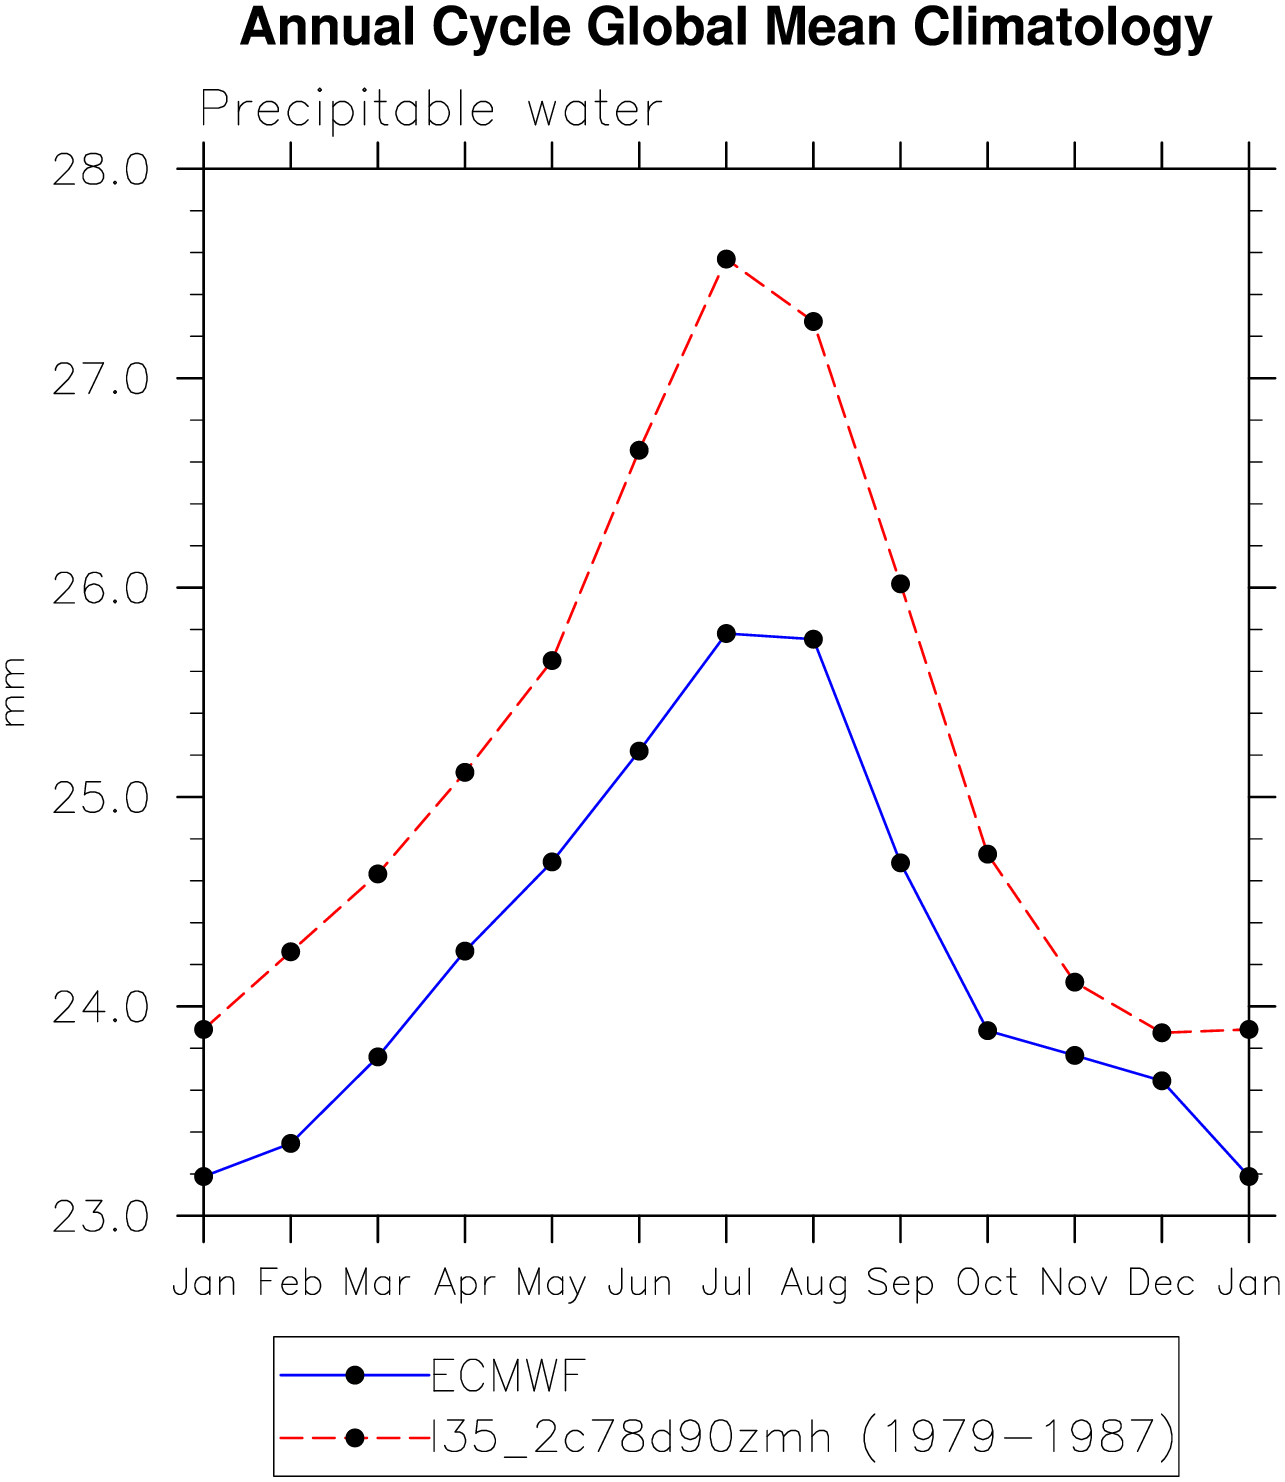 Annual Cycle Global Mean Climatology
Precipitable water
28.0
27.0
26.0
25.0
24.0
23.0
mm
Jan Feb Mar Apr May Jun Jul Aug Sep Oct Nov Dec Jan
ECMWF
l35_2c78d90zmh (1979-1987)